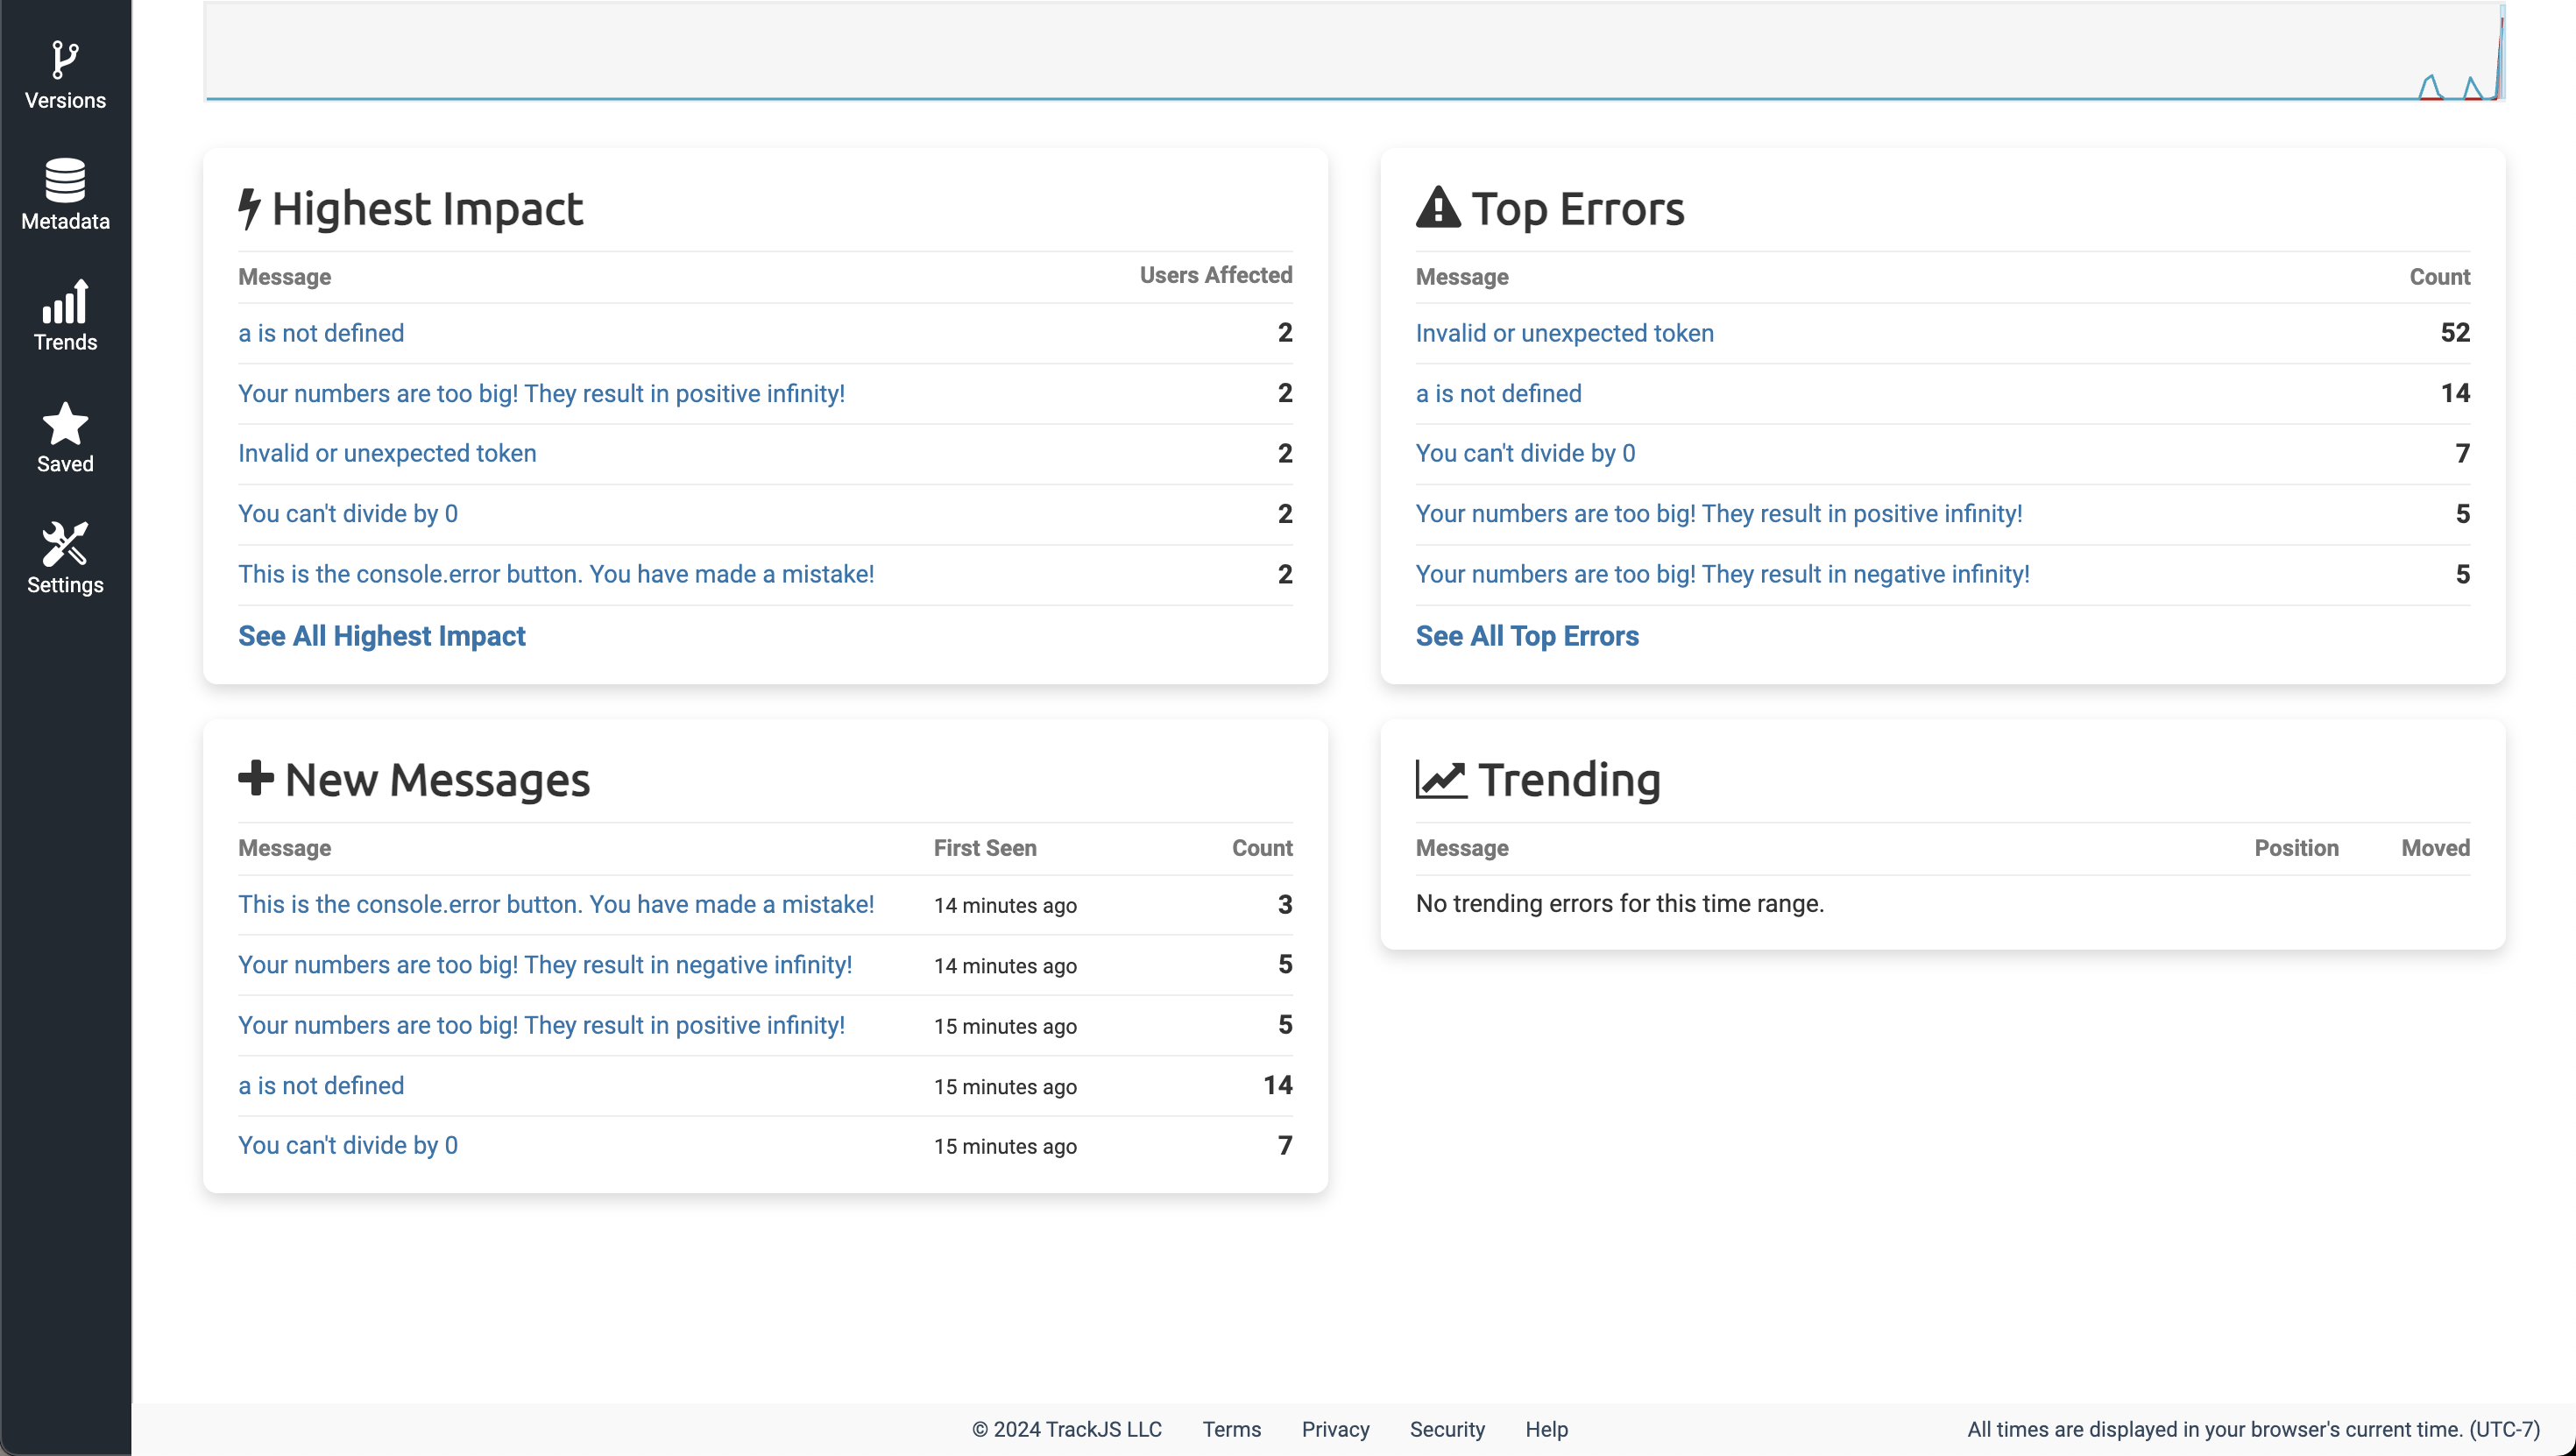 Versions
Metadata
Trends
Saved
Settings
Highest Impact
Message Users Affected
a is not defined 2
Your numbers are too big! They result in positive infinity! 2
Invalid or unexpected token 2
You can't divide by 0 2
This is the console.error button. You have made a mistake! 2
See All Highest Impact
Top Errors
Message Count
Invalid or unexpected token 52
a is not defined 14
You can't divide by 0 7
Your numbers are too big! They result in positive infinity! 5
Your numbers are too big! They result in negative infinity! 5
See All Top Errors
New Messages
Message First Seen Count
This is the console.error button. You have made a mistake! 14 minutes ago 3
Your numbers are too big! They result in negative infinity! 14 minutes ago 5
Your numbers are too big! They result in positive infinity! 15 minutes ago 5
a is not defined 15 minutes ago 14
You can't divide by 0 15 minutes ago 7
Trending
Message Position Moved
No trending errors for this time range.
© 2024 TrackJS LLC Terms Privacy Security Help All times are displayed in your browser's current time. (UTC-7)